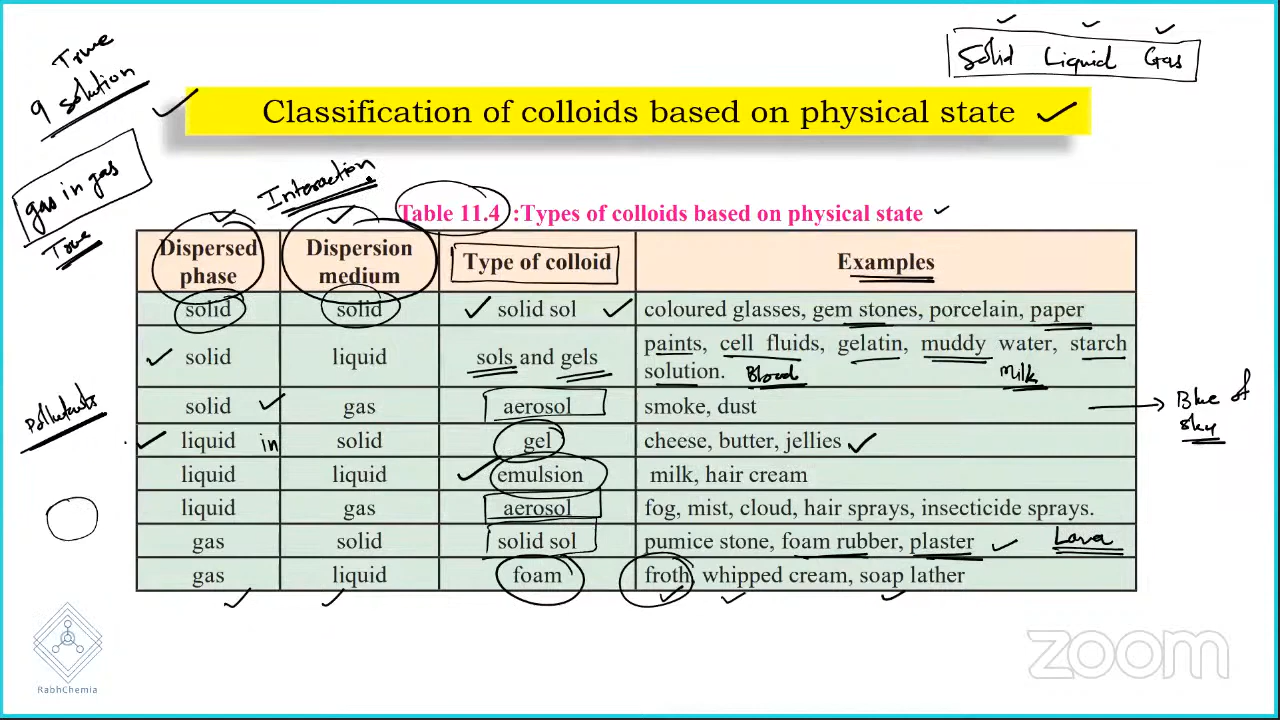 Solid Liquid Gas
True
9 solution
Classification of colloids based on physical state
gas in gas
True
Interaction
Table 11.4 :Types of colloids based on physical state
Dispersed phase Dispersion medium Type of colloid Examples
solid solid solid sol coloured glasses, gem stones, porcelain, paper
solid liquid sols and gels paints, cell fluids, gelatin, muddy water, starch
solution. Blood Milk
solid gas aerosol smoke, dust
Blue of
sky
Pollutants
liquid in solid gel cheese, butter, jellies
liquid liquid emulsion milk, hair cream
liquid gas aerosol fog, mist, cloud, hair sprays, insecticide sprays.
gas solid solid sol pumice stone, foam rubber, plaster Lava
gas liquid foam froth, whipped cream, soap lather
RabhChemia
zoom